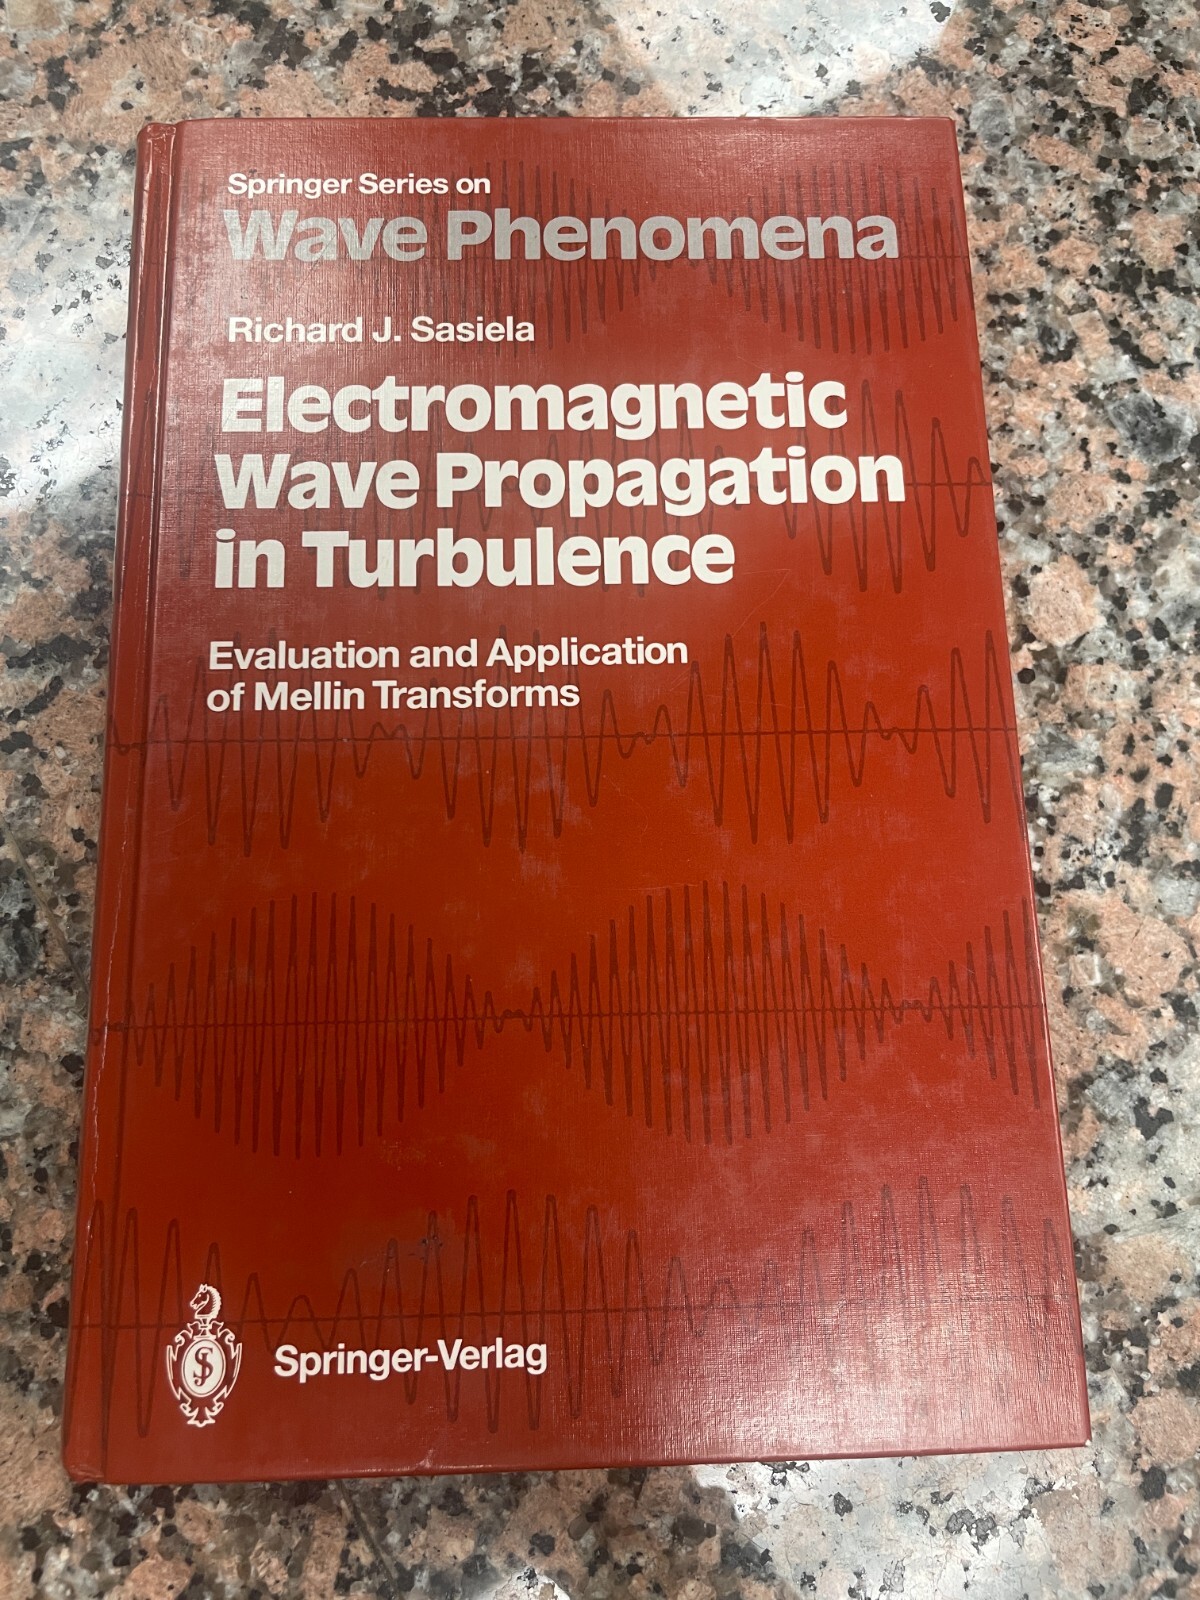 Springer Series on
Wave Phenomena
Richard J. Sasiela
Electromagnetic
Wave Propagation
in Turbulence
Evaluation and Application
of Mellin Transforms
Springer-Verlag